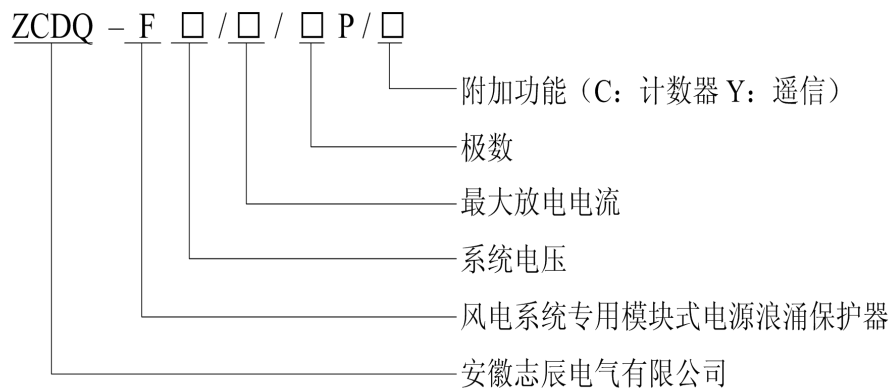 ZCDQ – F □ / □ / □ P / □
附加功能（C：计数器 Y：遥信）
极数
最大放电电流
系统电压
风电系统专用模块式电源浪涌保护器
安徽志辰电气有限公司